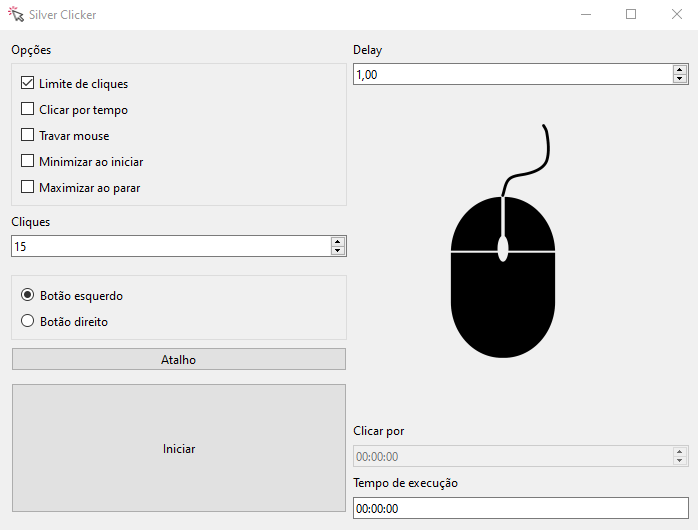 Silver Clicker
Opções
Limite de cliques
Clicar por tempo
Travar mouse
Minimizar ao iniciar
Maximizar ao parar
Cliques
15
Botão esquerdo
Botão direito
Atalho
Iniciar
Delay
1,00
Clicar por
00:00:00
Tempo de execução
00:00:00